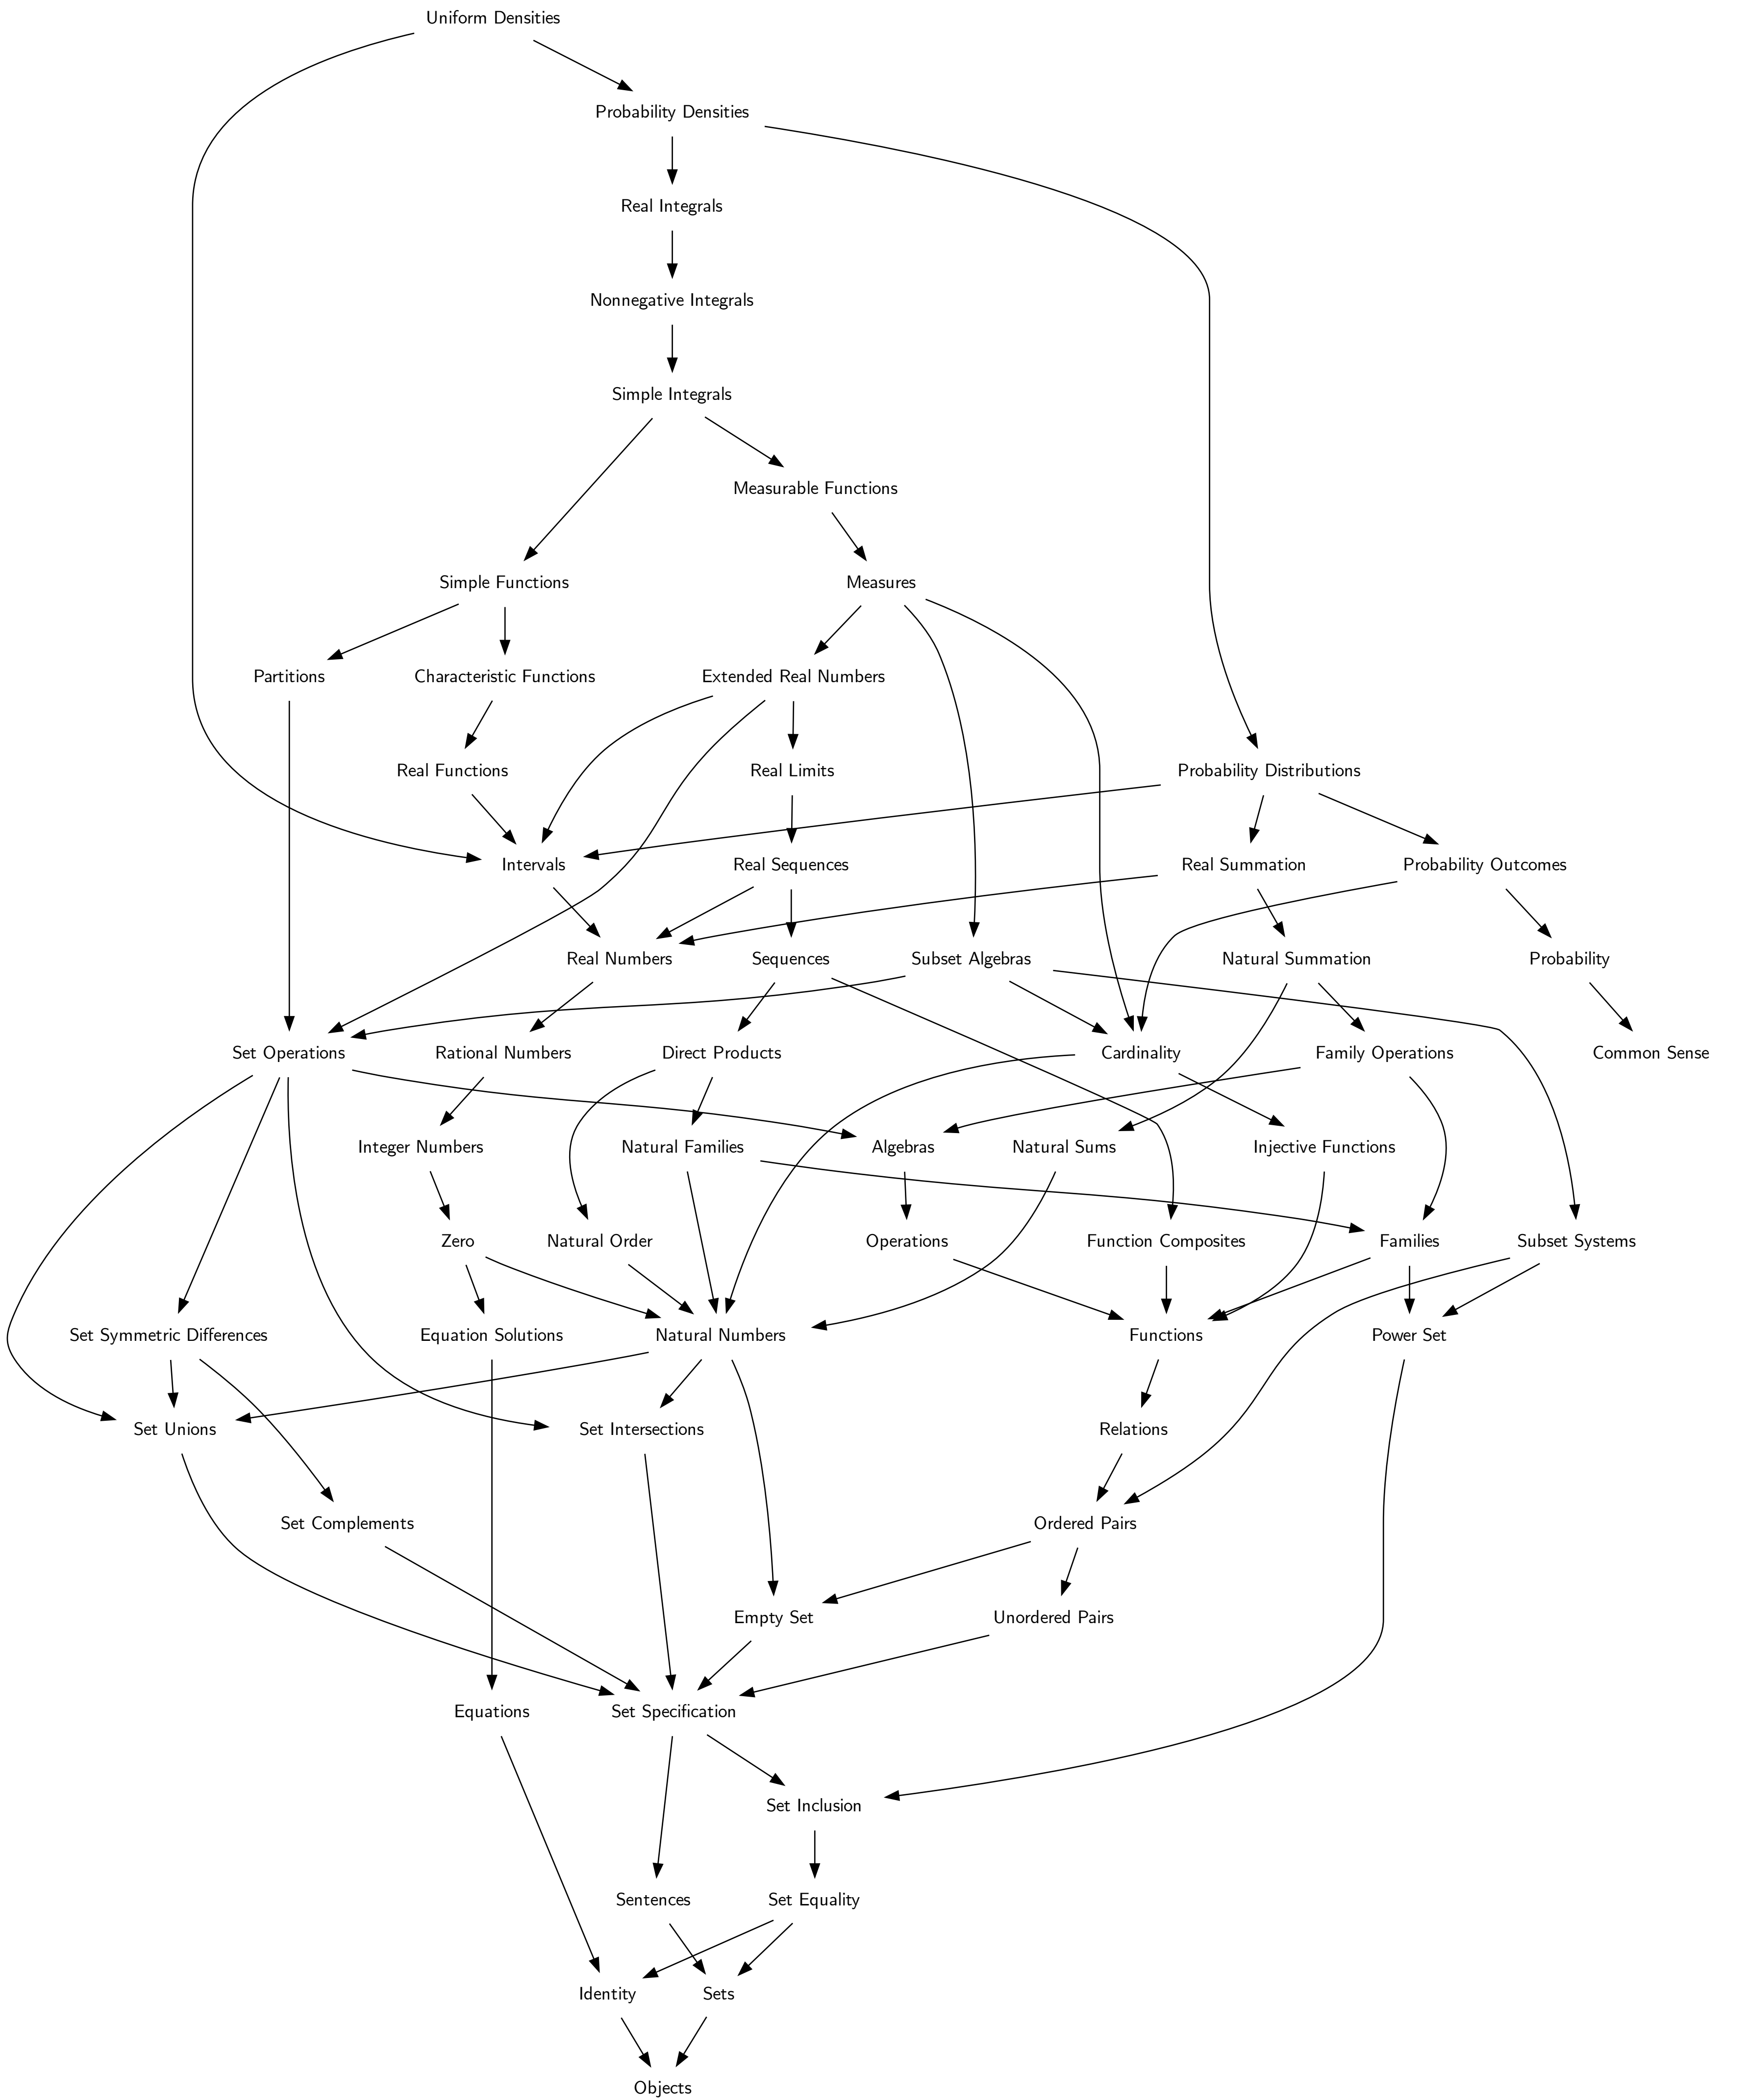 Uniform Densities
Probability Densities
Real Integrals
Nonnegative Integrals
Simple Integrals
Measurable Functions
Simple Functions
Measures
Partitions
Characteristic Functions
Extended Real Numbers
Real Functions
Real Limits
Probability Distributions
Intervals
Real Sequences
Real Summation
Probability Outcomes
Real Numbers
Sequences
Subset Algebras
Natural Summation
Probability
Set Operations
Rational Numbers
Direct Products
Cardinality
Family Operations
Common Sense
Integer Numbers
Natural Families
Algebras
Natural Sums
Injective Functions
Zero
Natural Order
Operations
Function Composites
Families
Subset Systems
Set Symmetric Differences
Equation Solutions
Natural Numbers
Functions
Power Set
Set Unions
Set Intersections
Relations
Set Complements
Ordered Pairs
Empty Set
Unordered Pairs
Equations
Set Specification
Set Inclusion
Sentences
Set Equality
Identity
Sets
Objects